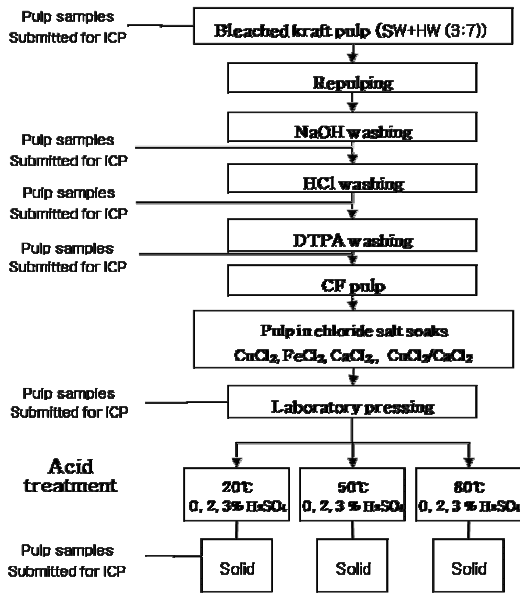 Pulp samples
Submitted for ICP
Bleached kraft pulp (SW+HW (3:7))
Repulping
NaOH washing
Pulp samples
Submitted for ICP
HCl washing
Pulp samples
Submitted for ICP
DTPA washing
Pulp samples
Submitted for ICP
CF pulp
Pulp in chloride salt soaks
CuCl2, FeCl2, CaCl2,, CuCl2/CaCl2
Pulp samples
Submitted for ICP
Laboratory pressing
Acid
treatment
20℃
0, 2, 3% H2SO4
50℃
0, 2, 3 % H2SO4
80℃
0, 2, 3% H2SO4
Pulp samples
Submitted for ICP
Solid
Solid
Solid